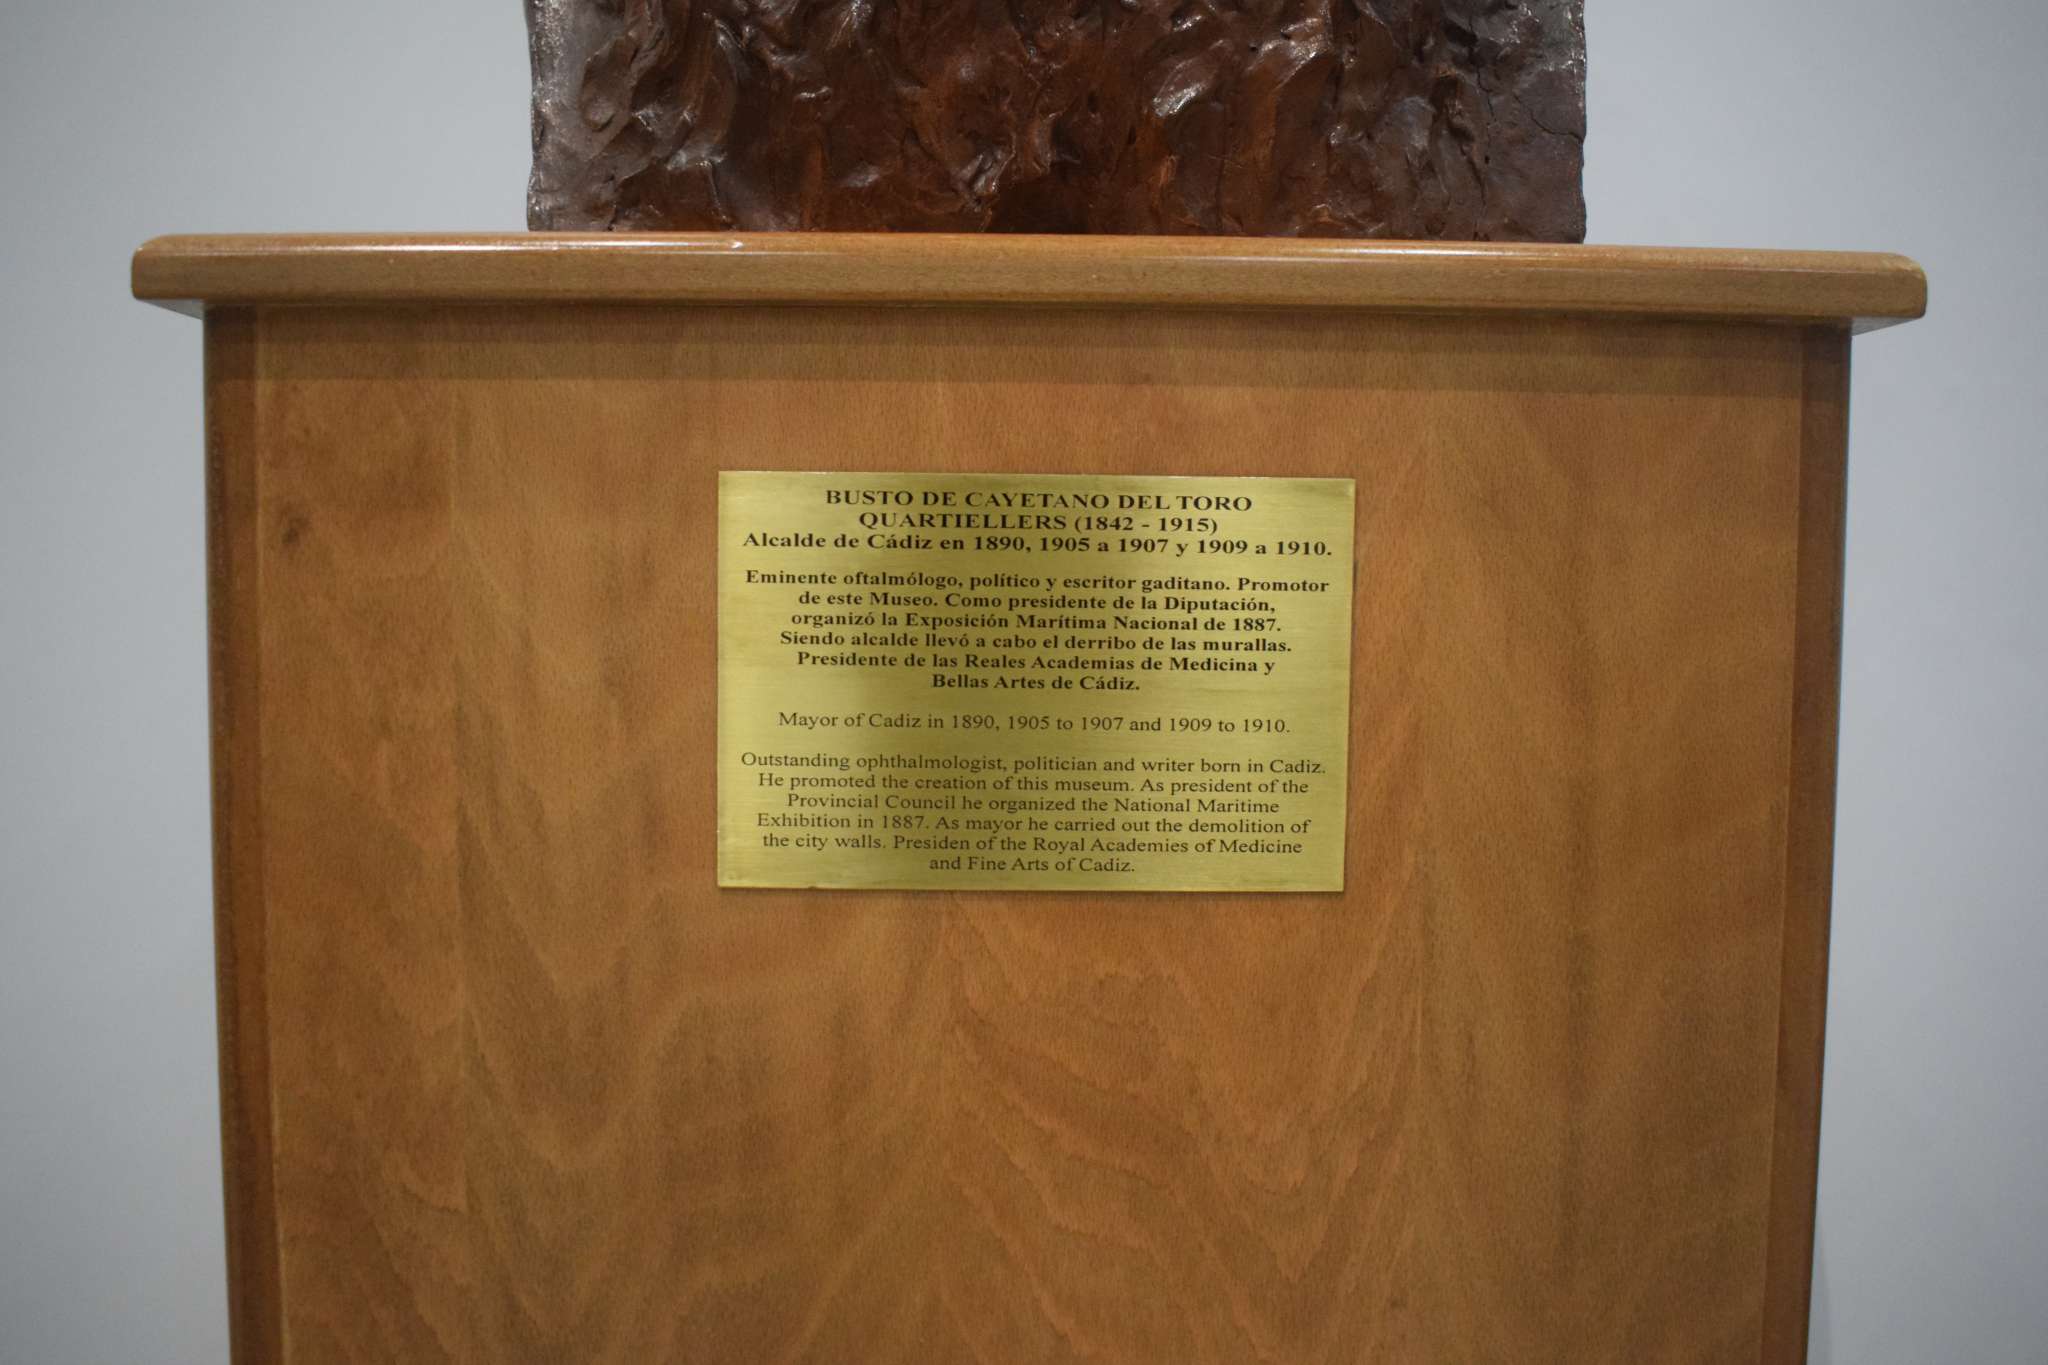 BUSTO DE CAYETANO DEL TORO
QUARTIELLERS (1842 - 1915)
Alcalde de Cádiz en 1890, 1905 a 1907 y 1909 a 1910.
Eminente oftalmólogo, político y escritor gaditano. Promotor
de este Museo. Como presidente de la Diputación,
organizó la Exposición Marítima Nacional de 1887.
Siendo alcalde llevó a cabo el derribo de las murallas.
Presidente de las Reales Academias de Medicina y
Bellas Artes de Cádiz.
Mayor of Cadiz in 1890, 1905 to 1907 and 1909 to 1910.
Outstanding ophthalmologist, politician and writer born in Cadiz.
He promoted the creation of this museum. As president of the
Provincial Council he organized the National Maritime
Exhibition in 1887. As mayor he carried out the demolition of
the city walls. Presiden of the Royal Academies of Medicine
and Fine Arts of Cadiz.